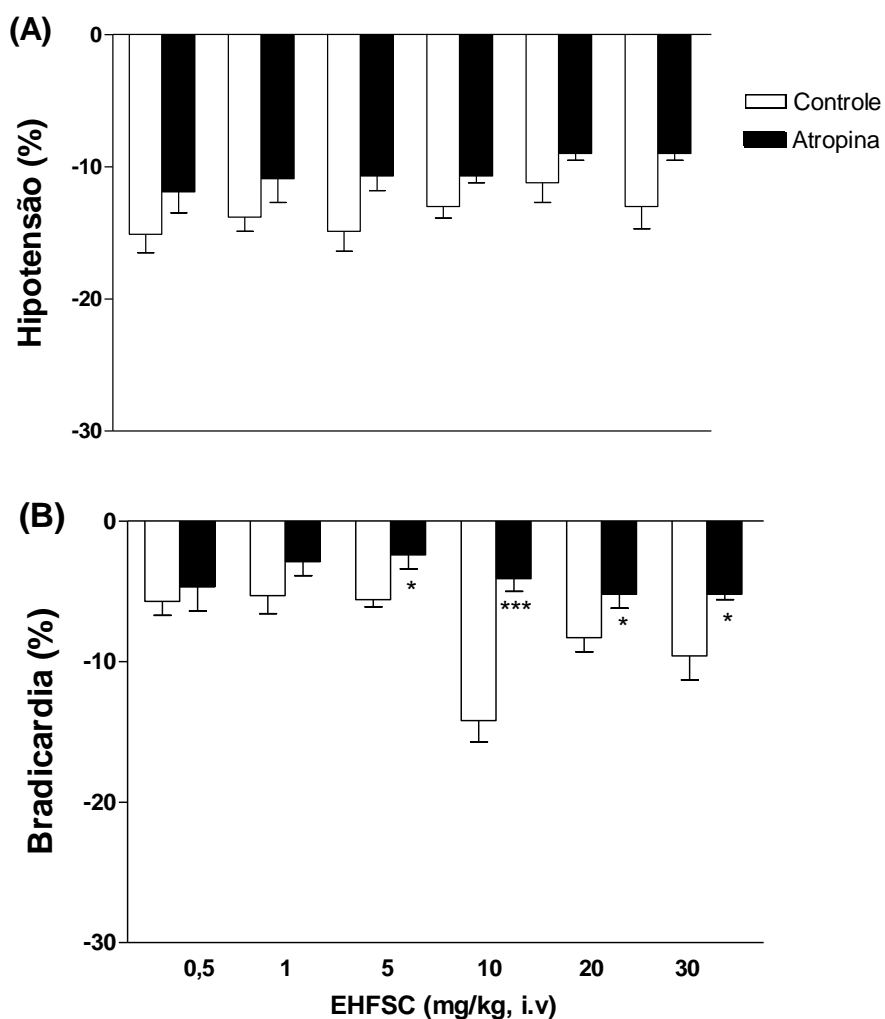 (A)
0
-10
-20
-30
Hipotensão (%)
Controle
Atropina
(B)
0
-10
-20
-30
Bradicardia (%)
*
***
*
*
0,5 1 5 10 20 30
EHFSC (mg/kg, i.v)